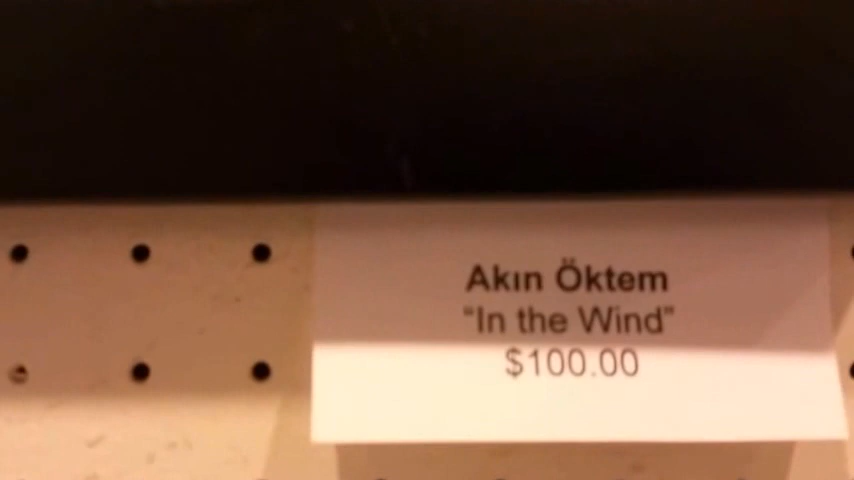 Akın Öktem
“In the Wind”
$100.00